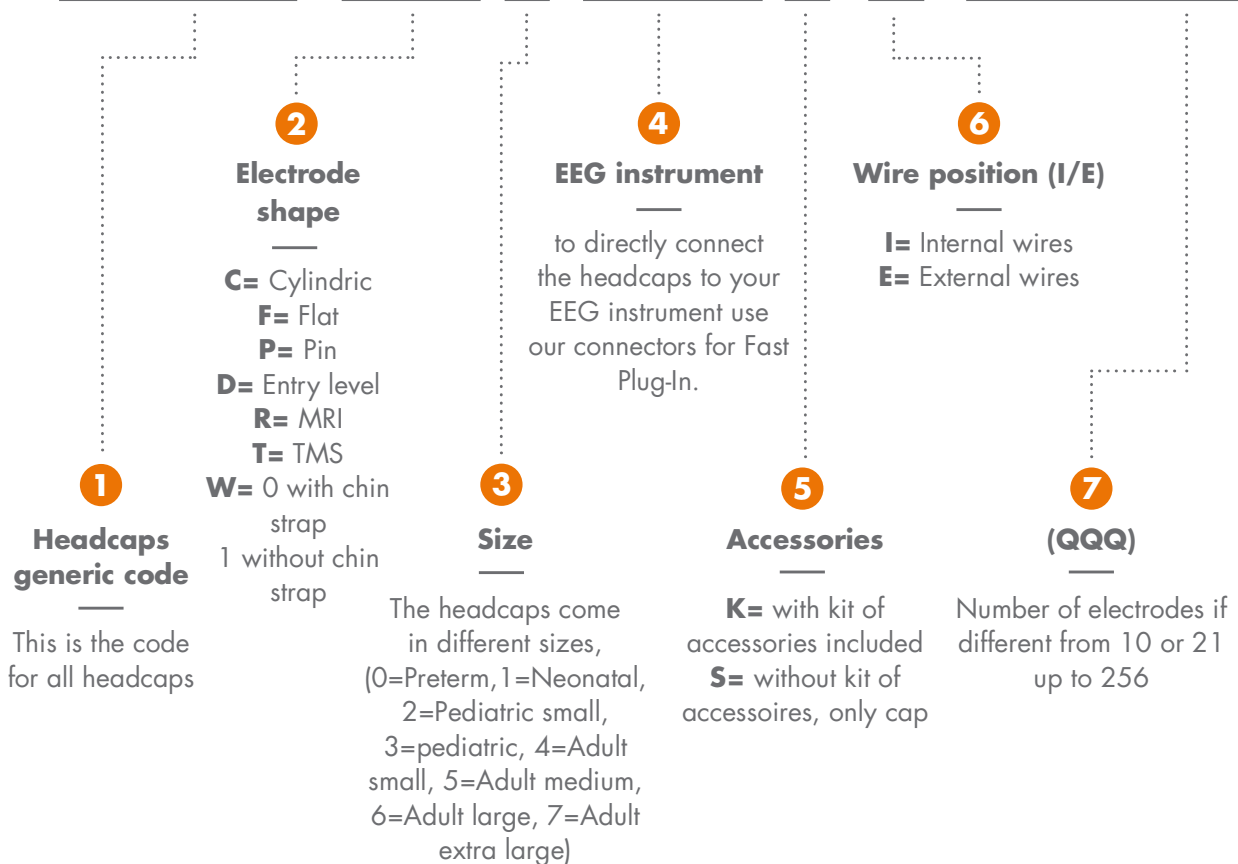 2
Electrode
shape
C= Cylindric
F= Flat
P= Pin
D= Entry level
R= MRI
T= TMS
W= 0 with chin
strap
1 without chin
strap
4
EEG instrument
to directly connect
the headcaps to your
EEG instrument use
our connectors for Fast
Plug-In.
6
Wire position (I/E)
I= Internal wires
E= External wires
1
Headcaps
generic code
This is the code
for all headcaps
3
Size
The headcaps come
in different sizes,
(0=Preterm,1=Neonatal,
2=Pediatric small,
3=pediatric, 4=Adult
small, 5=Adult medium,
6=Adult large, 7=Adult
extra large)
5
Accessories
K= with kit of
accessories included
S= without kit of
accessoires, only cap
7
(QQQ)
Number of electrodes if
different from 10 or 21
up to 256